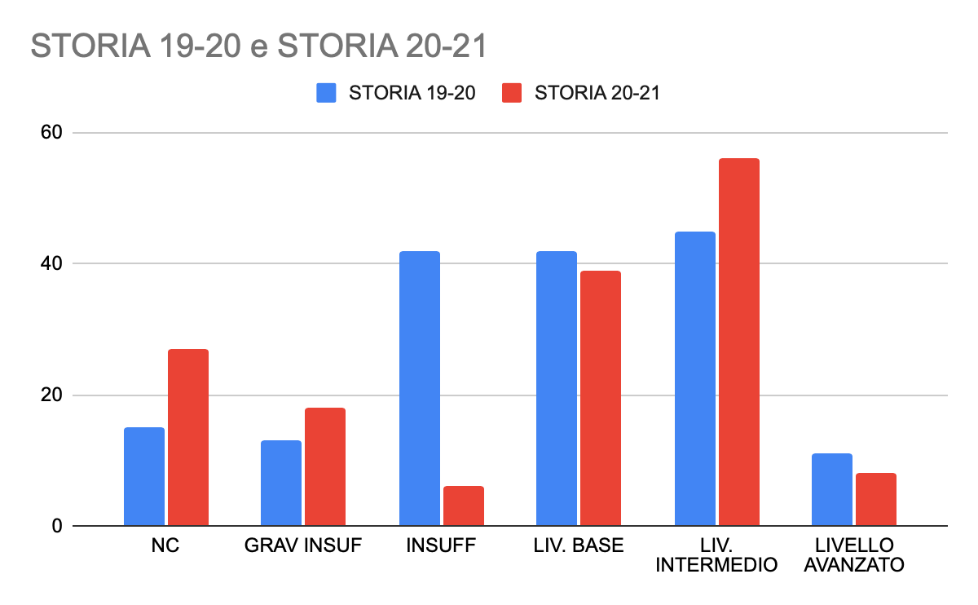 STORIA 19-20 e STORIA 20-21
STORIA 19-20 STORIA 20-21
60
40
20
0
NC GRAV INSUF INSUFF LIV. BASE LIV. INTERMEDIO LIVELLO AVANZATO